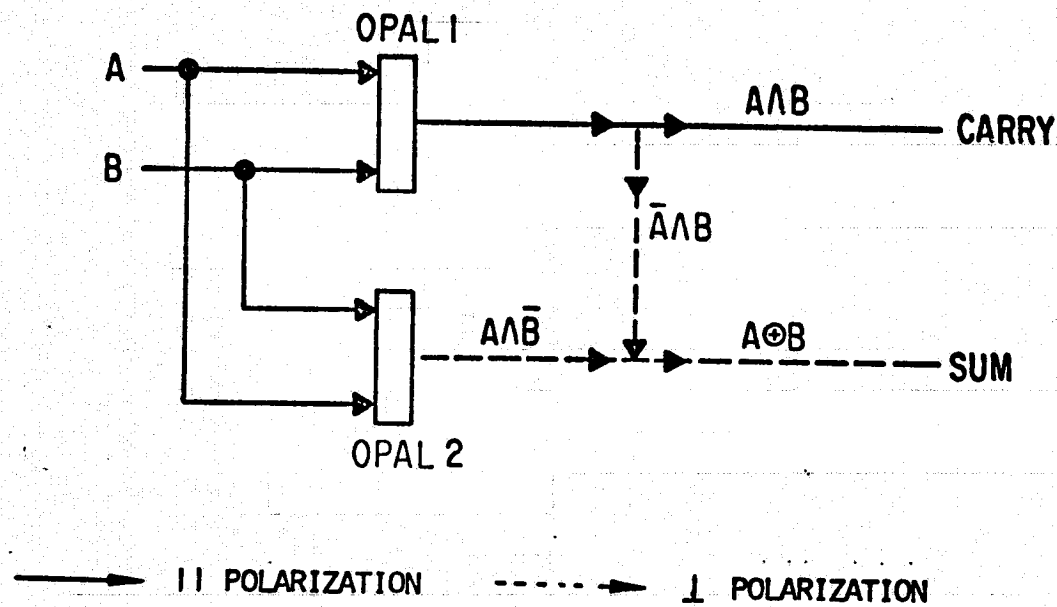 OPAL 1
A
A∧B
CARRY
B
Ā∧B
A∧B̄
A⊕B
SUM
OPAL 2
|| POLARIZATION
⊥ POLARIZATION